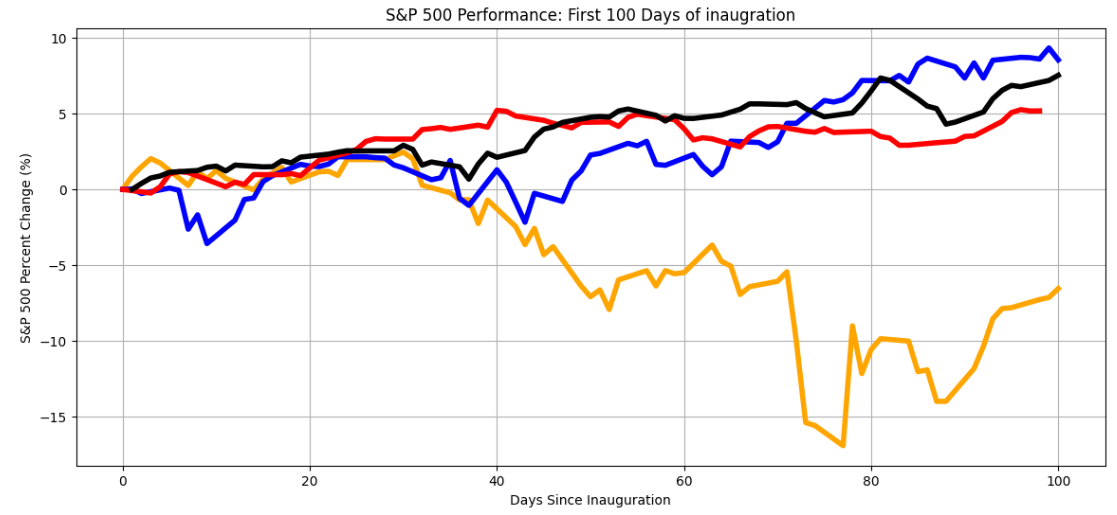 S&P 500 Performance: First 100 Days of inaugration
10
5
0
−5
−10
−15
S&P 500 Percent Change (%)
0 20 40 60 80 100
Days Since Inauguration